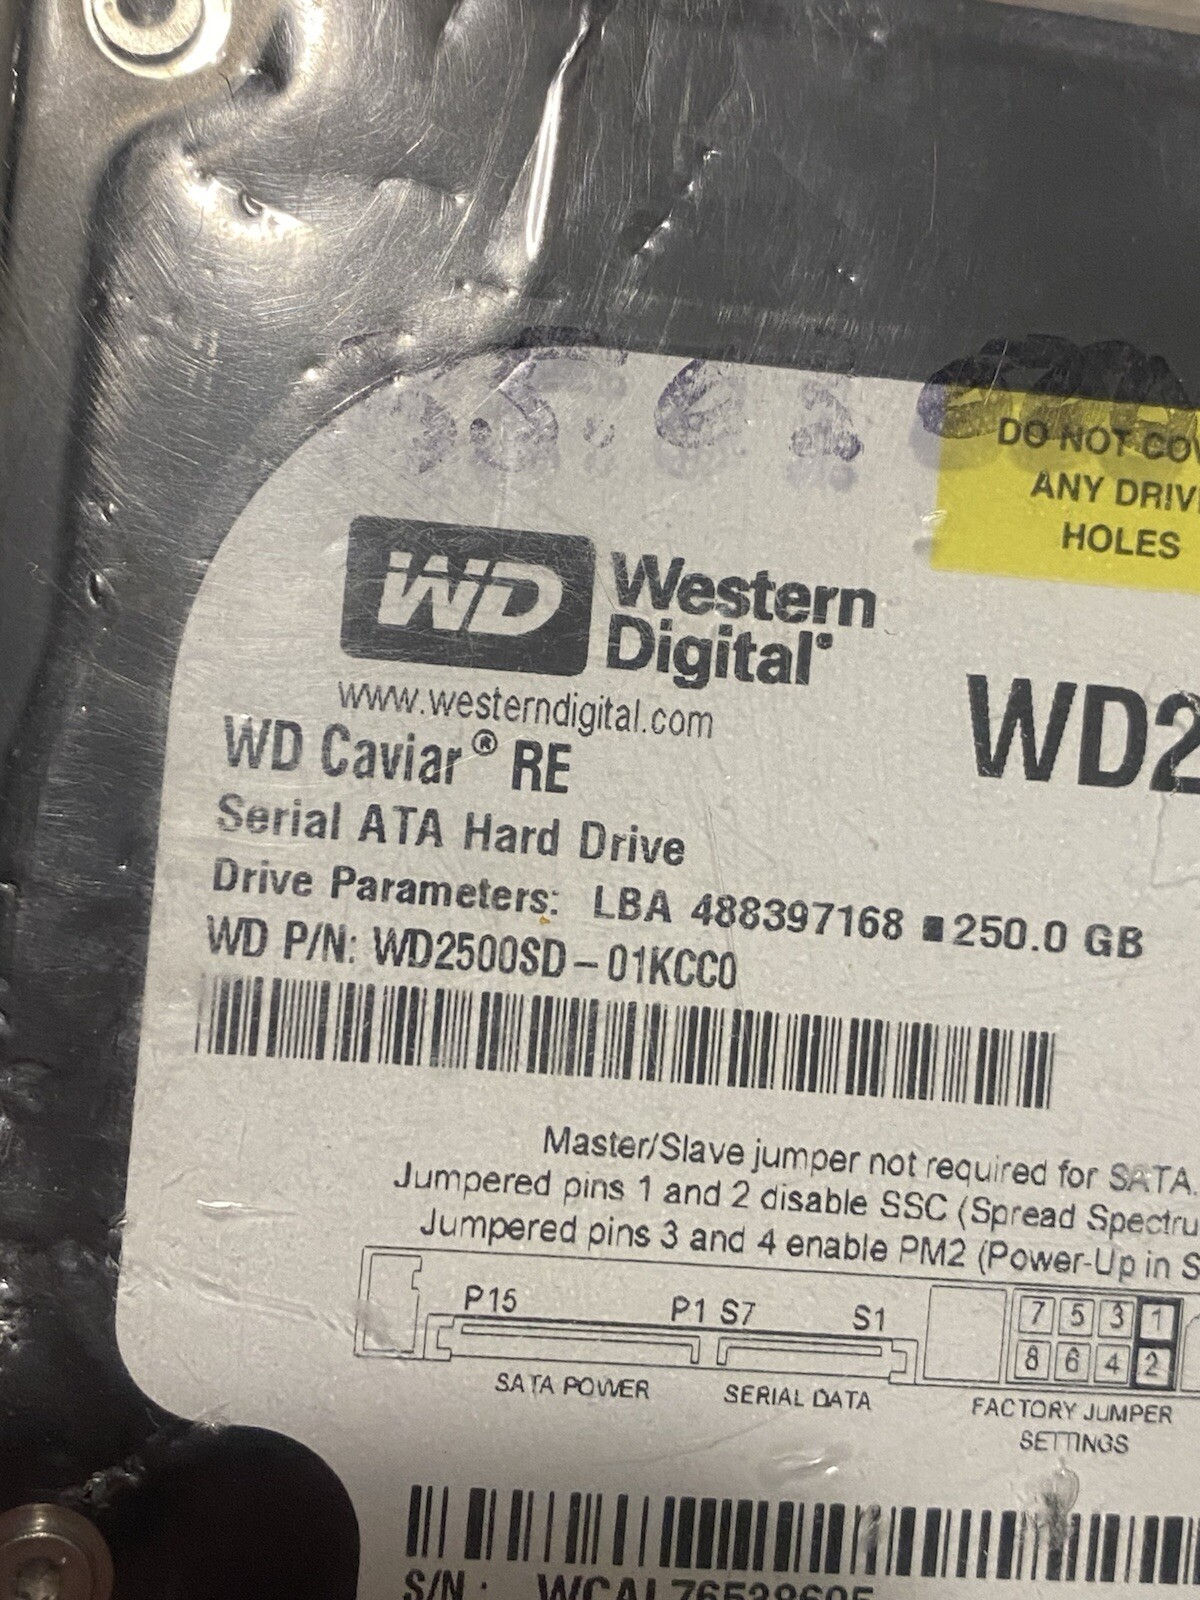 DO NOT COV
ANY DRIV
HOLES
WD Western
Digital®
www.westerndigital.com
WD2
WD Caviar® RE
Serial ATA Hard Drive
Drive Parameters: LBA 488397168 ■ 250.0 GB
WD P/N: WD2500SD-01KCC0
Master/Slave jumper not required for SATA.
Jumpered pins 1 and 2 disable SSC (Spread Spectru
Jumpered pins 3 and 4 enable PM2 (Power-Up in S
P15 P1 S7 S1
7 5 3 1
8 6 4 2
SATA POWER SERIAL DATA
FACTORY JUMPER
SETTINGS
S/N: